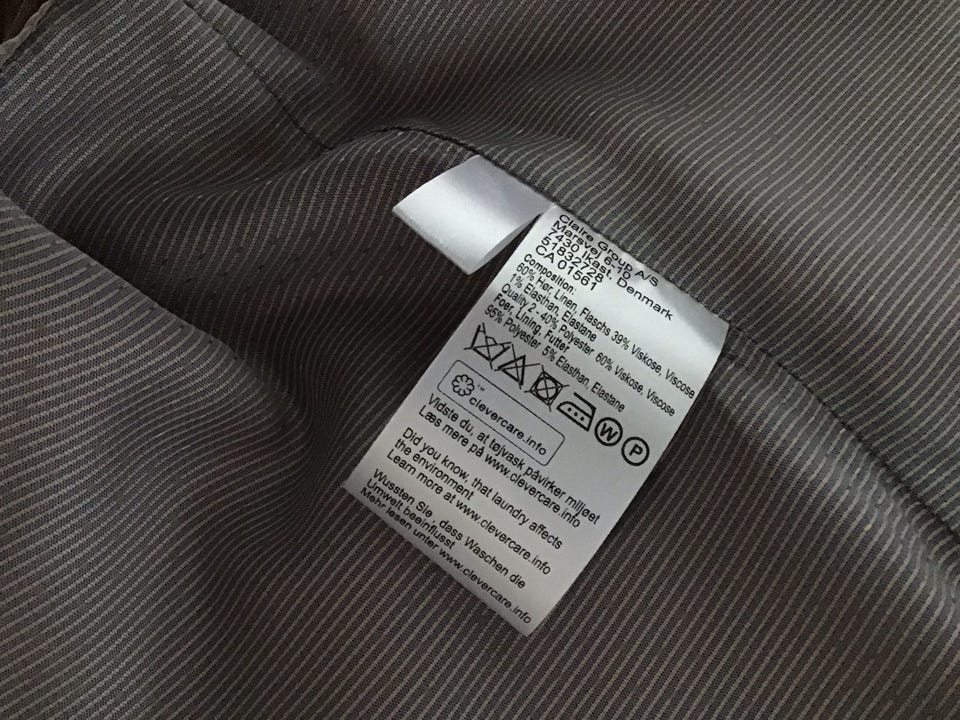 Claire Group A/S
Marsvej 6-10
7430 Ikast, Denmark
51832728
CA 01561
Composition:
60% Hør, Linen, Flaschs 39% Viskose, Viscose
1% Elasthan, Elastane
Quality 2 - 40% Polyester 60% Viskose, Viscose
Foer, Lining, Futter
95% Polyester 5% Elasthan, Elastane
W P
™
clevercare.info
Vidste du, at tøjvask påvirker miljøet
Læs mere på www.clevercare.info
Did you know, that laundry affects
the environment
Learn more at www.clevercare.info
Wussten Sie, dass Waschen die
Umwelt beeinflusst
Mehr lesen unter www.clevercare.info